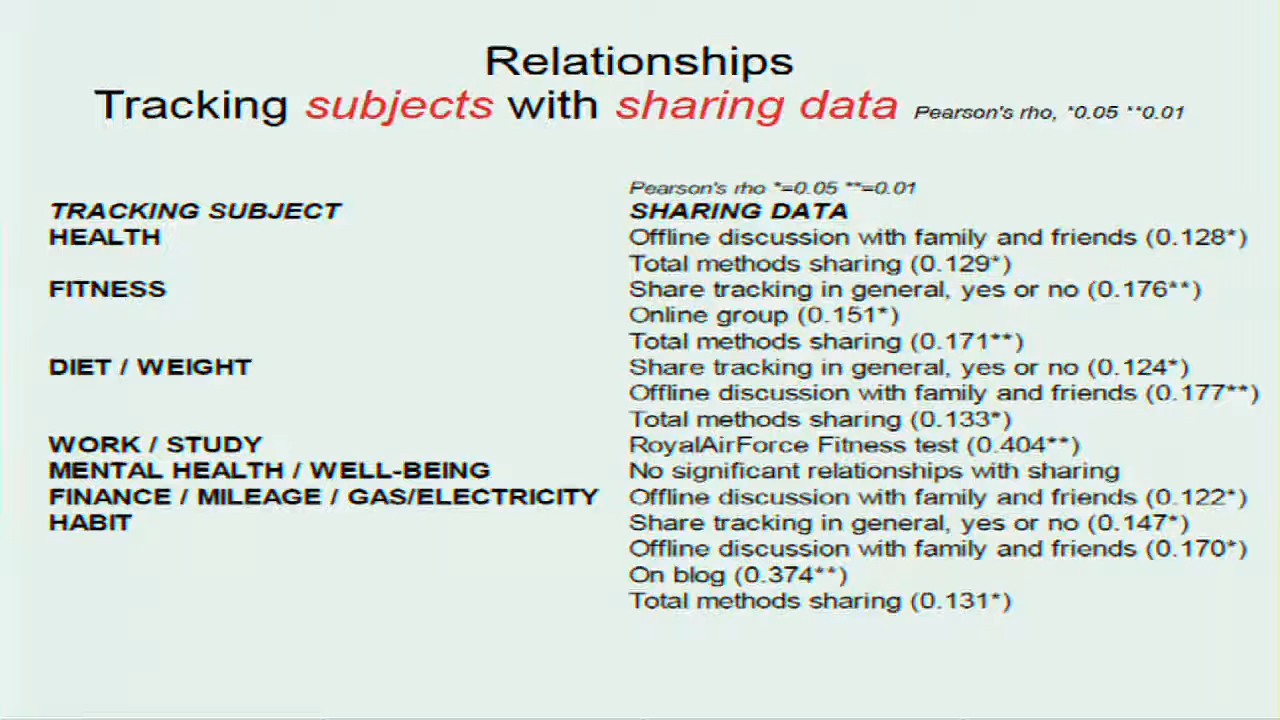 Relationships
Tracking subjects with sharing data Pearson's rho, *0.05 **0.01
Pearson's rho *=0.05 **=0.01
TRACKING SUBJECT SHARING DATA
HEALTH Offline discussion with family and friends (0.128*)
Total methods sharing (0.129*)
FITNESS Share tracking in general, yes or no (0.176**)
Online group (0.151*)
Total methods sharing (0.171**)
DIET / WEIGHT Share tracking in general, yes or no (0.124*)
Offline discussion with family and friends (0.177**)
Total methods sharing (0.133*)
WORK / STUDY RoyalAirForce Fitness test (0.404**)
MENTAL HEALTH / WELL-BEING No significant relationships with sharing
FINANCE / MILEAGE / GAS/ELECTRICITY Offline discussion with family and friends (0.122*)
HABIT Share tracking in general, yes or no (0.147*)
Offline discussion with family and friends (0.170*)
On blog (0.374**)
Total methods sharing (0.131*)